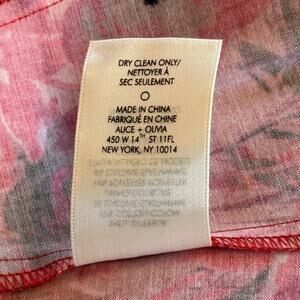 DRY CLEAN ONLY/
NETTOYER À
SEC SEULEMENT
MADE IN CHINA
FABRIQUÉ EN CHINE
ALICE + OLIVIA
450 W 14TH ST 11FL
NEW YORK, NY 10014